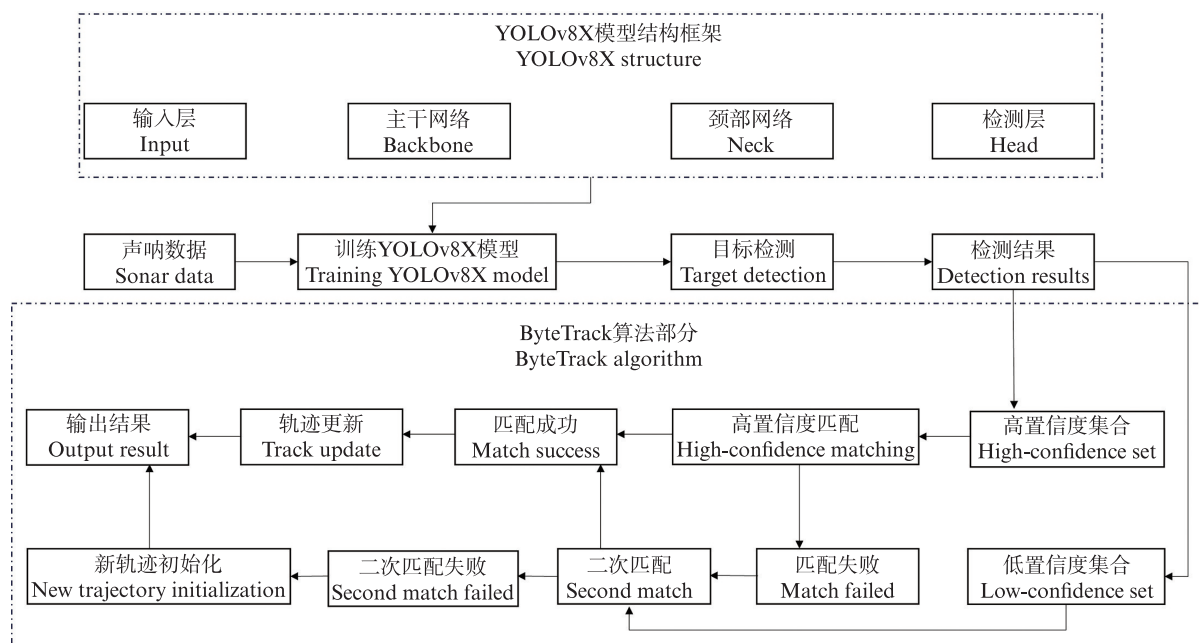 YOLOv8X模型结构框架
YOLOv8X structure
输入层
Input
主干网络
Backbone
颈部网络
Neck
检测层
Head
声呐数据
Sonar data
训练YOLOv8X模型
Training YOLOv8X model
目标检测
Target detection
检测结果
Detection results
ByteTrack算法部分
ByteTrack algorithm
输出结果
Output result
轨迹更新
Track update
匹配成功
Match success
高置信度匹配
High-confidence matching
高置信度集合
High-confidence set
新轨迹初始化
New trajectory initialization
二次匹配失败
Second match failed
二次匹配
Second match
匹配失败
Match failed
低置信度集合
Low-confidence set